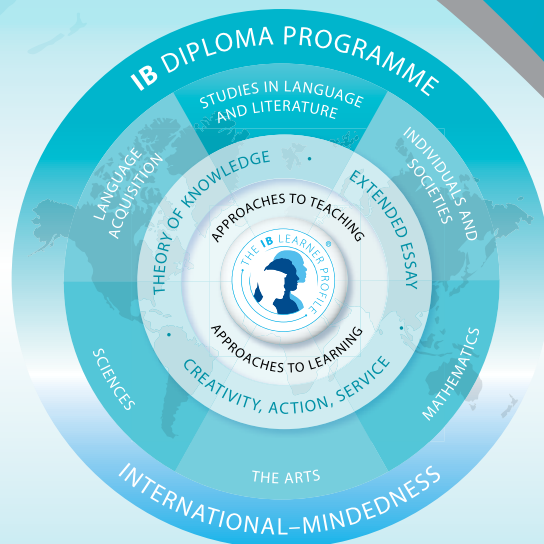 IB DIPLOMA PROGRAMME
STUDIES IN LANGUAGE
AND LITERATURE
LANGUAGE
ACQUISITION
INDIVIDUALS AND
SOCIETIES
THEORY OF KNOWLEDGE
EXTENDED ESSAY
APPROACHES TO TEACHING
THE IB LEARNER PROFILE
®
APPROACHES TO LEARNING
CREATIVITY, ACTION, SERVICE
SCIENCES
MATHEMATICS
THE ARTS
INTERNATIONAL–MINDEDNESS